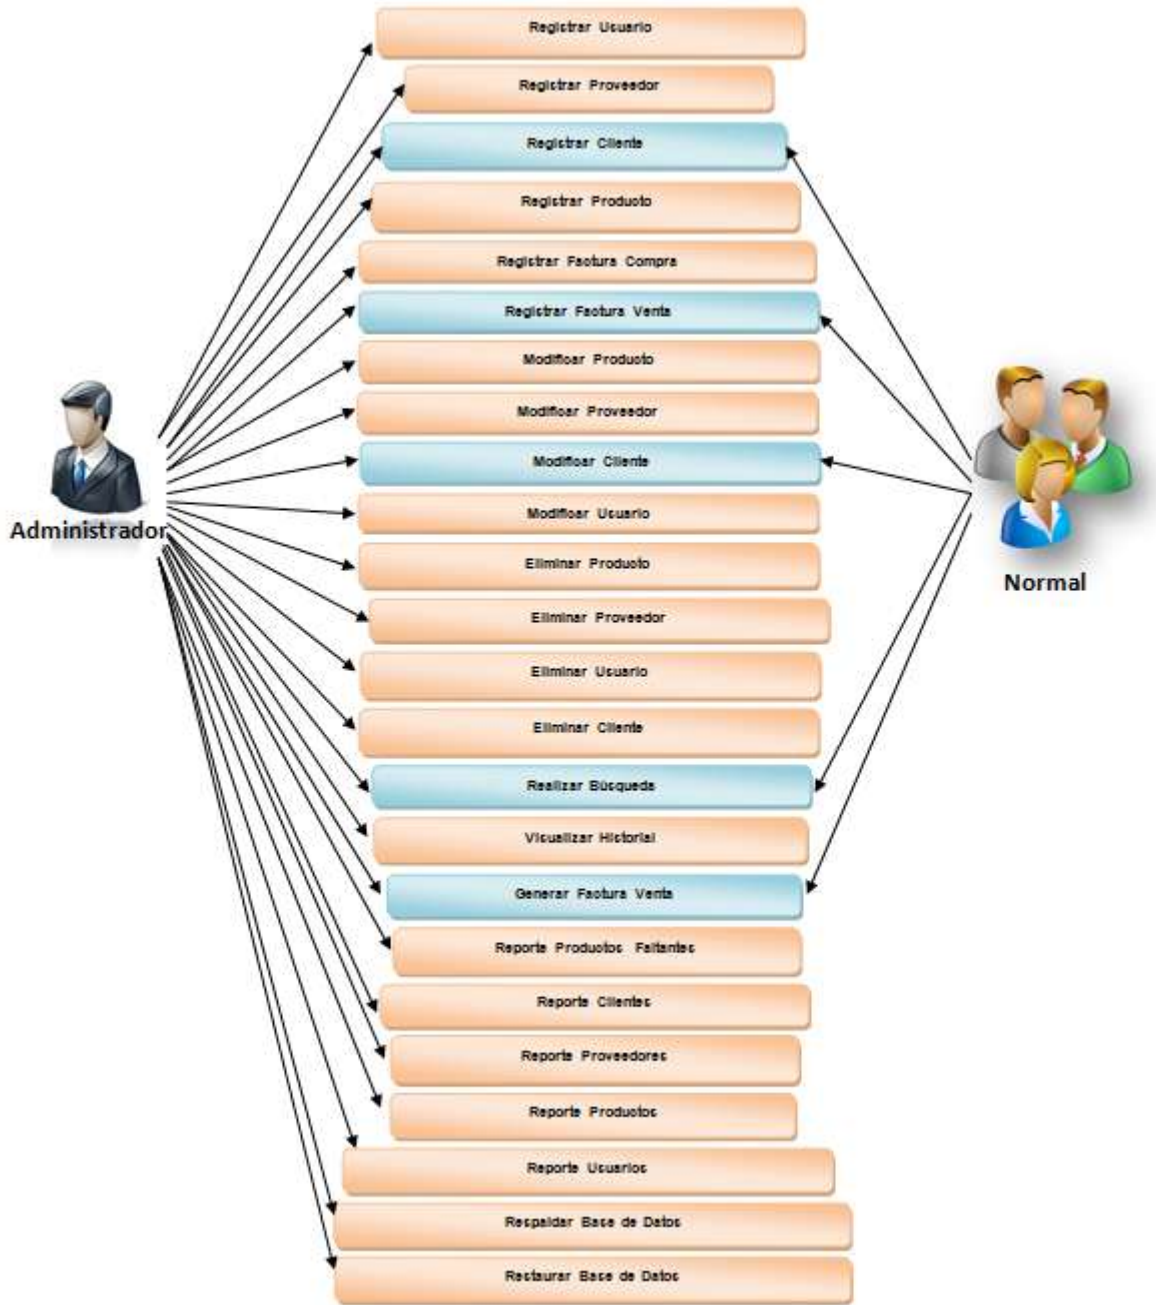 Registrar Usuario
Registrar Proveedor
Registrar Cliente
Registrar Producto
Registrar Factura Compra
Registrar Factura Venta
Modificar Producto
Modificar Proveedor
Modificar Cliente
Modificar Usuario
Eliminar Producto
Eliminar Proveedor
Eliminar Usuario
Eliminar Cliente
Realizar Búsqueda
Visualizar Historial
Generar Factura Venta
Reporte Productos Faltantes
Reporte Clientes
Reporte Proveedores
Reporte Productos
Reporte Usuarios
Respaldar Base de Datos
Restaurar Base de Datos
Administrador
Normal